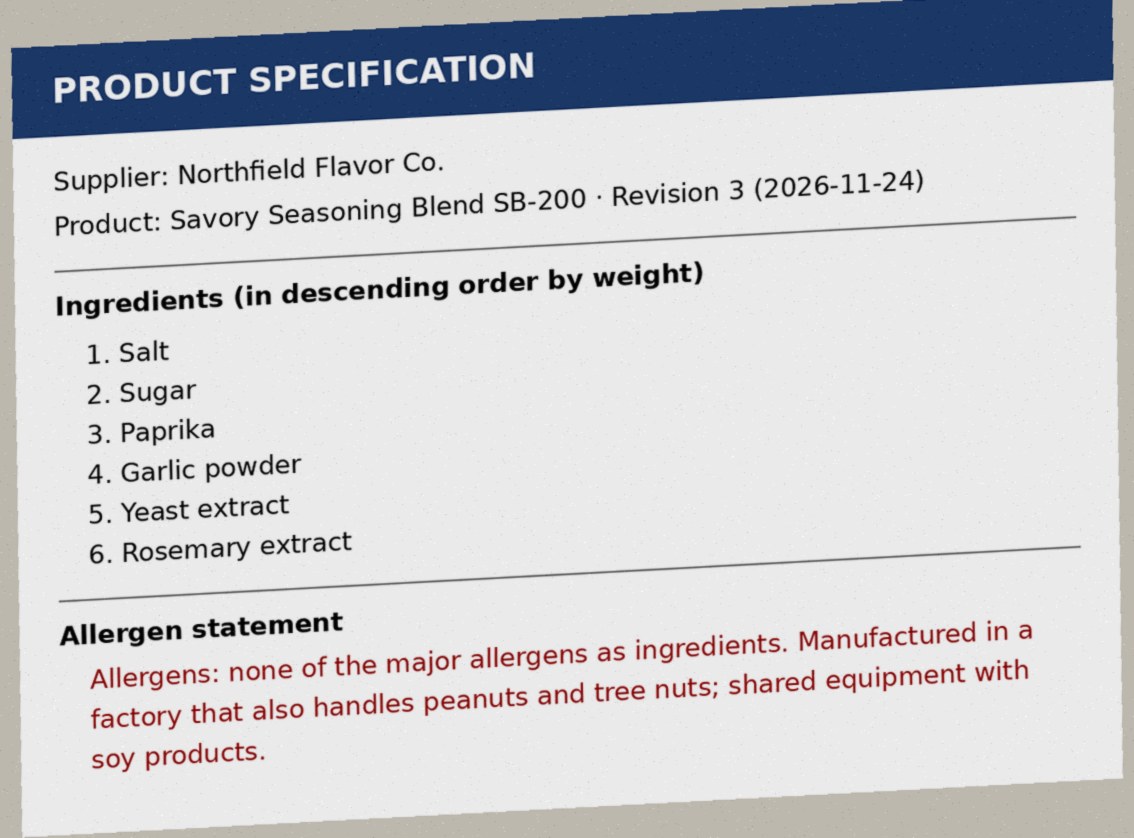 PRODUCT SPECIFICATION
Supplier: Northfield Flavor Co.
Product: Savory Seasoning Blend SB-200 · Revision 3 (2026-11-24)
Ingredients (in descending order by weight)
1. Salt
2. Sugar
3. Paprika
4. Garlic powder
5. Yeast extract
6. Rosemary extract
Allergen statement
Allergens: none of the major allergens as ingredients. Manufactured in a
factory that also handles peanuts and tree nuts; shared equipment with
soy products.